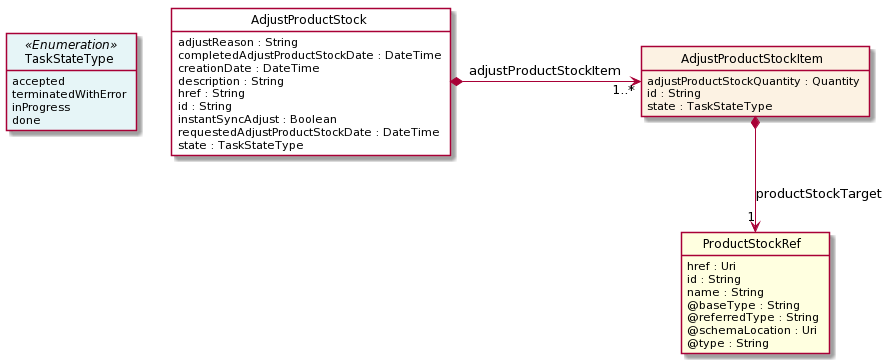 «Enumeration»
TaskStateType
accepted
terminatedWithError
inProgress
done
AdjustProductStock
adjustReason : String
completedAdjustProductStockDate : DateTime
creationDate : DateTime
description : String
href : String
id : String
instantSyncAdjust : Boolean
requestedAdjustProductStockDate : DateTime
state : TaskStateType
adjustProductStockItem
1..*
AdjustProductStockItem
adjustProductStockQuantity : Quantity
id : String
state : TaskStateType
productStockTarget
1
ProductStockRef
href : Uri
id : String
name : String
@baseType : String
@referredType : String
@schemaLocation : Uri
@type : String